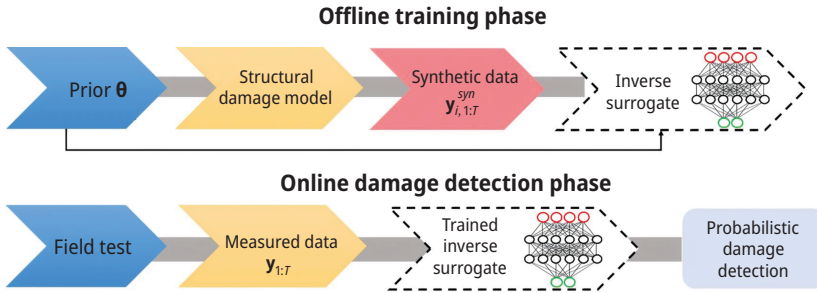 Offline training phase
Prior θ
Structural
damage model
Synthetic data
y^{syn}_{i, 1:T}
Inverse
surrogate
Online damage detection phase
Field test
Measured data
y_{1:T}
Trained
inverse
surrogate
Probabilistic
damage
detection